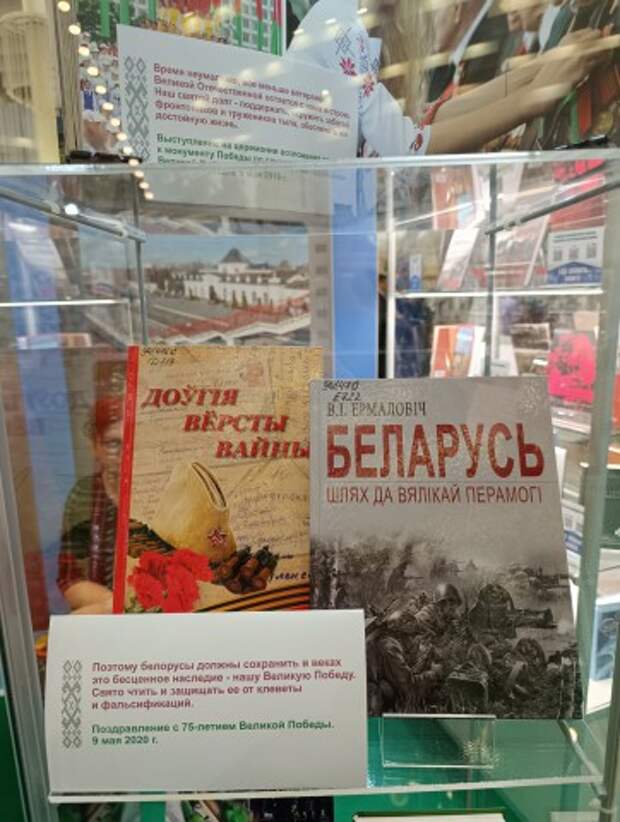 Время неумолимо, все меньше ветеранов
Великой Отечественной остается с нами в строю.
Наш святой долг - поддержать, окружить заботой
фронтовиков и тружеников тыла, обеспечить им
достойную жизнь.
Выступление на церемонии возложения
к монументу Победы
ДОЎГІЯ
ВЁРСТЫ
ВАЙНЫ
В.І. ЕРМАЛОВІЧ
БЕЛАРУСЬ
ШЛЯХ ДА ВЯЛІКАЙ ПЕРАМОГІ
Поэтому белорусы должны сохранить в веках
это бесценное наследие - нашу Великую Победу.
Свято чтить и защищать ее от клеветы
и фальсификаций.
Поздравление с 75-летием Великой Победы.
9 мая 2020 г.